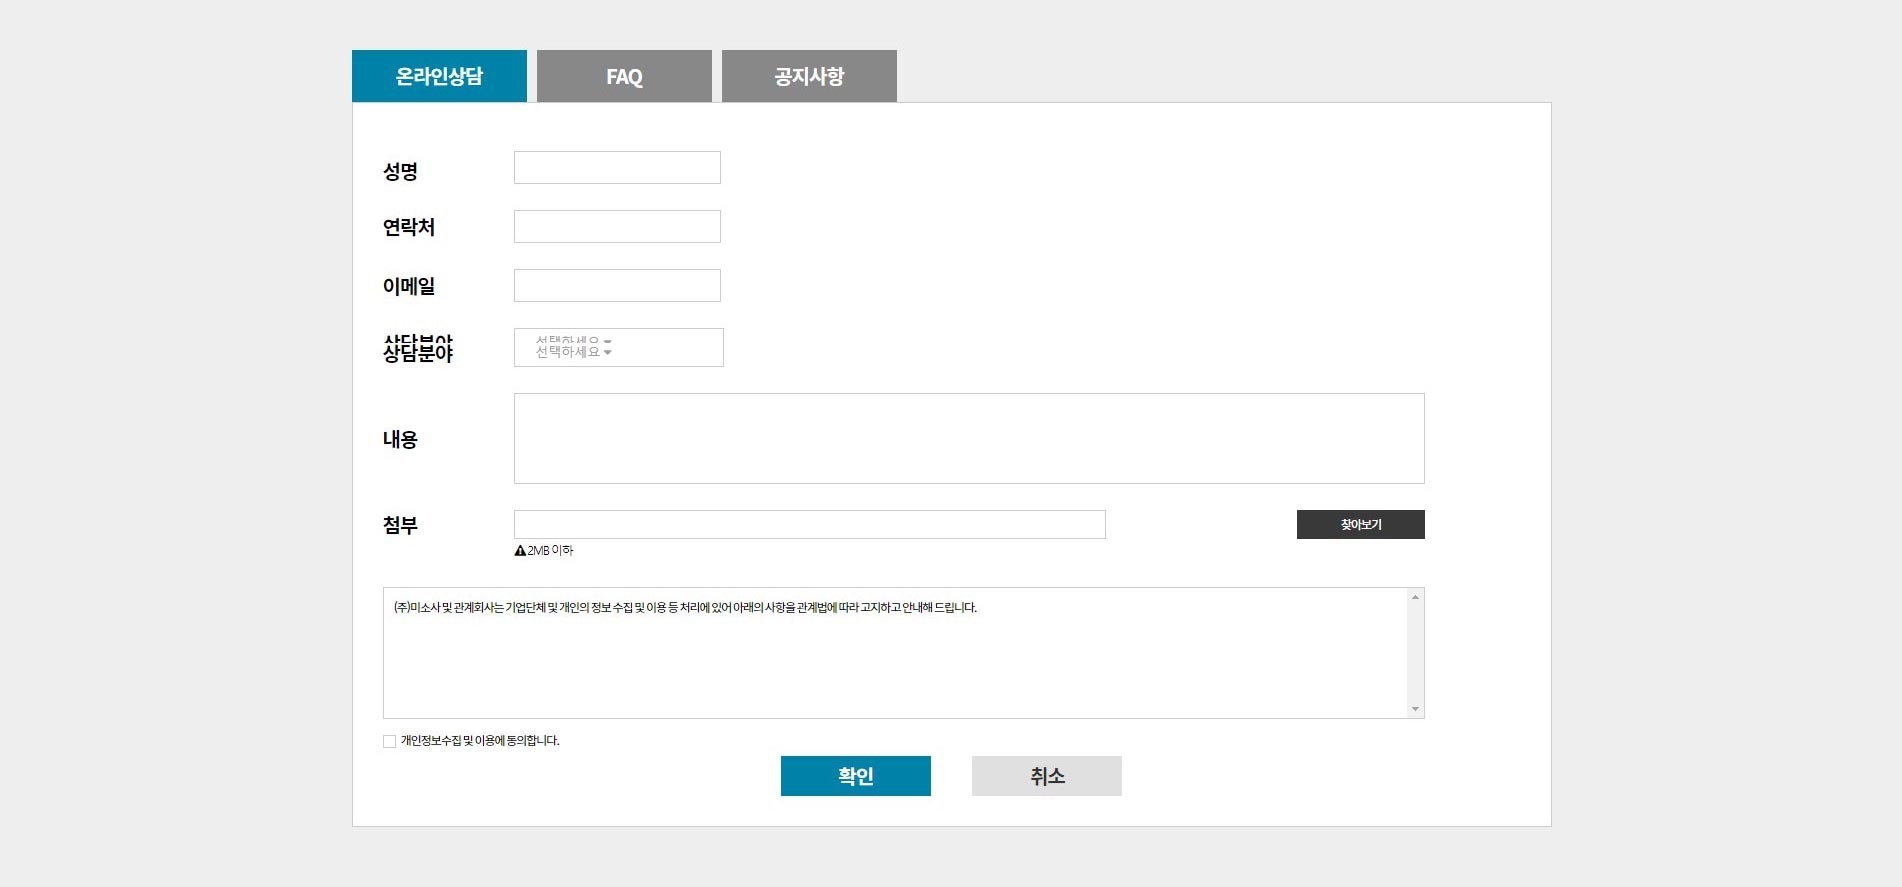 온라인상담 FAQ 공지사항
성명
연락처
이메일
상담분야 선택하세요
상담분야 선택하세요
내용
첨부 찾아보기
2MB 이하
(주)미소사 및 관계회사는 기업단체 및 개인의 정보 수집 및 이용 등 처리에 있어 아래의 사항을 관계법에 따라 고지하고 안내해 드립니다.
개인정보수집 및 이용에 동의합니다.
확인 취소